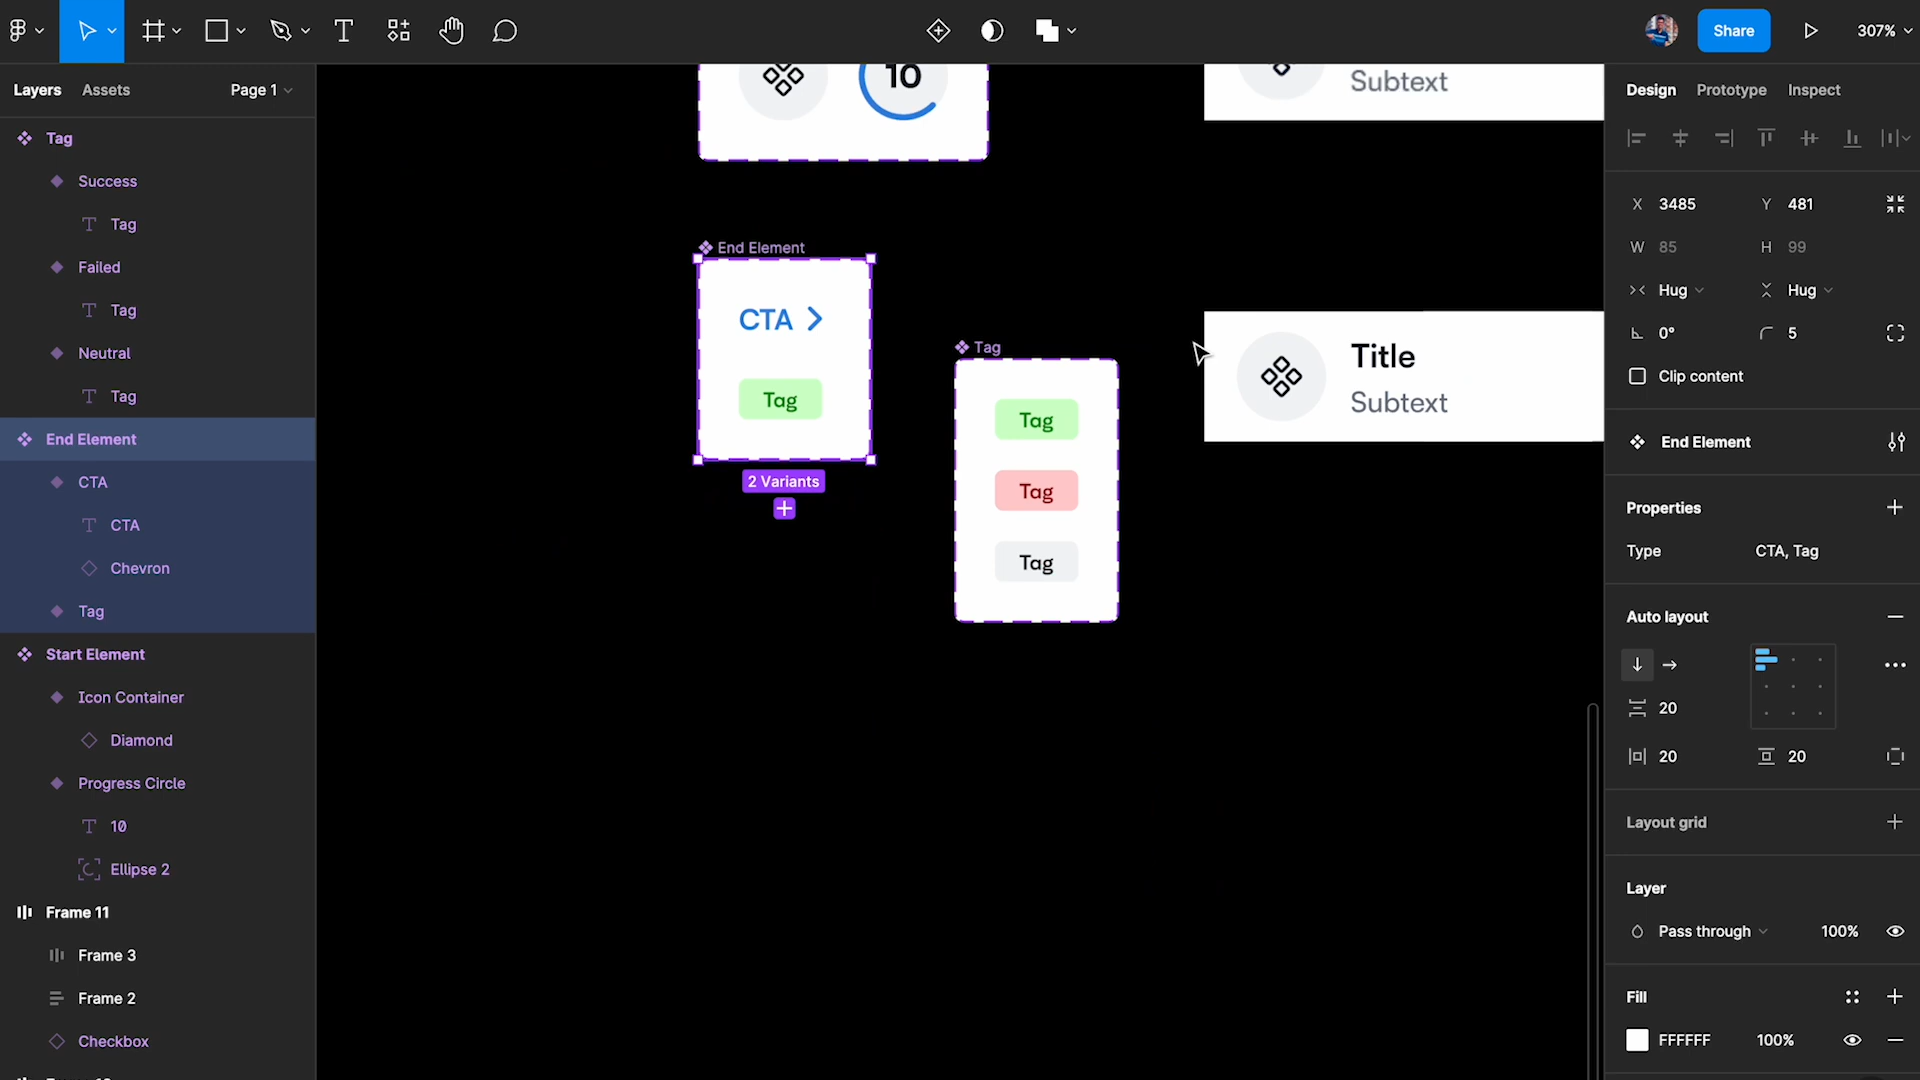 Share
307%
Layers
Assets
Page 1
Tag
Success
Tag
Failed
Tag
Neutral
Tag
End Element
CTA
CTA
Chevron
Tag
Start Element
Icon Container
Diamond
Progress Circle
10
Ellipse 2
Frame 11
Frame 3
Frame 2
Checkbox
10
Subtext
End Element
CTA
Tag
2 Variants
Tag
Tag
Tag
Tag
Title
Subtext
Design
Prototype
Inspect
X 3485
Y 481
W 85
H 99
Hug
Hug
0°
5
Clip content
End Element
Properties
Type
CTA, Tag
Auto layout
20
20
20
Layout grid
Layer
Pass through
100%
Fill
FFFFFF
100%